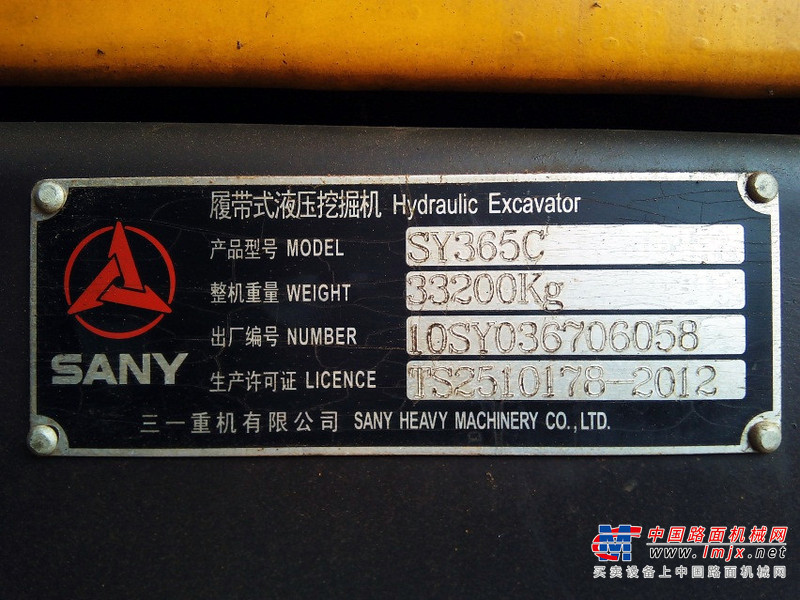 履带式液压挖掘机 Hydraulic Excavator
产品型号 MODEL SY365C
整机重量 WEIGHT 33200Kg
出厂编号 NUMBER 10SY036706058
生产许可证 LICENCE TS2510178-2012
SANY
三一重机有限公司 SANY HEAVY MACHINERY CO.,LTD.
中国路面机械网
www.lmjx.net
买卖设备上中国路面机械网